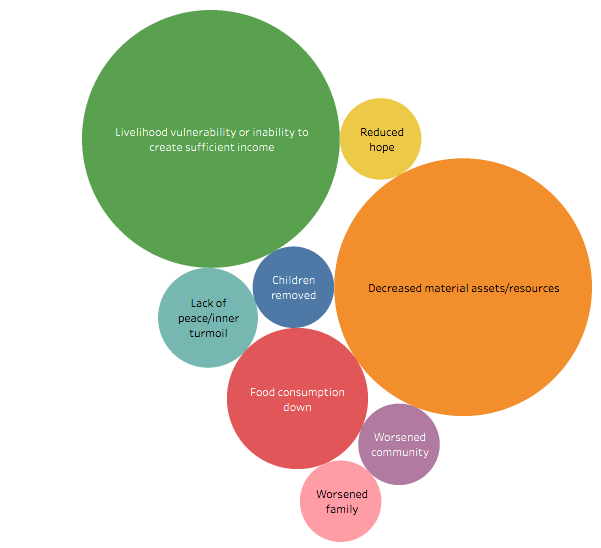 Livelihood vulnerability or inability to
create sufficient income
Reduced
hope
Children
removed
Decreased material assets/resources
Lack of
peace/inner
turmoil
Food consumption
down
Worsened
community
Worsened
family